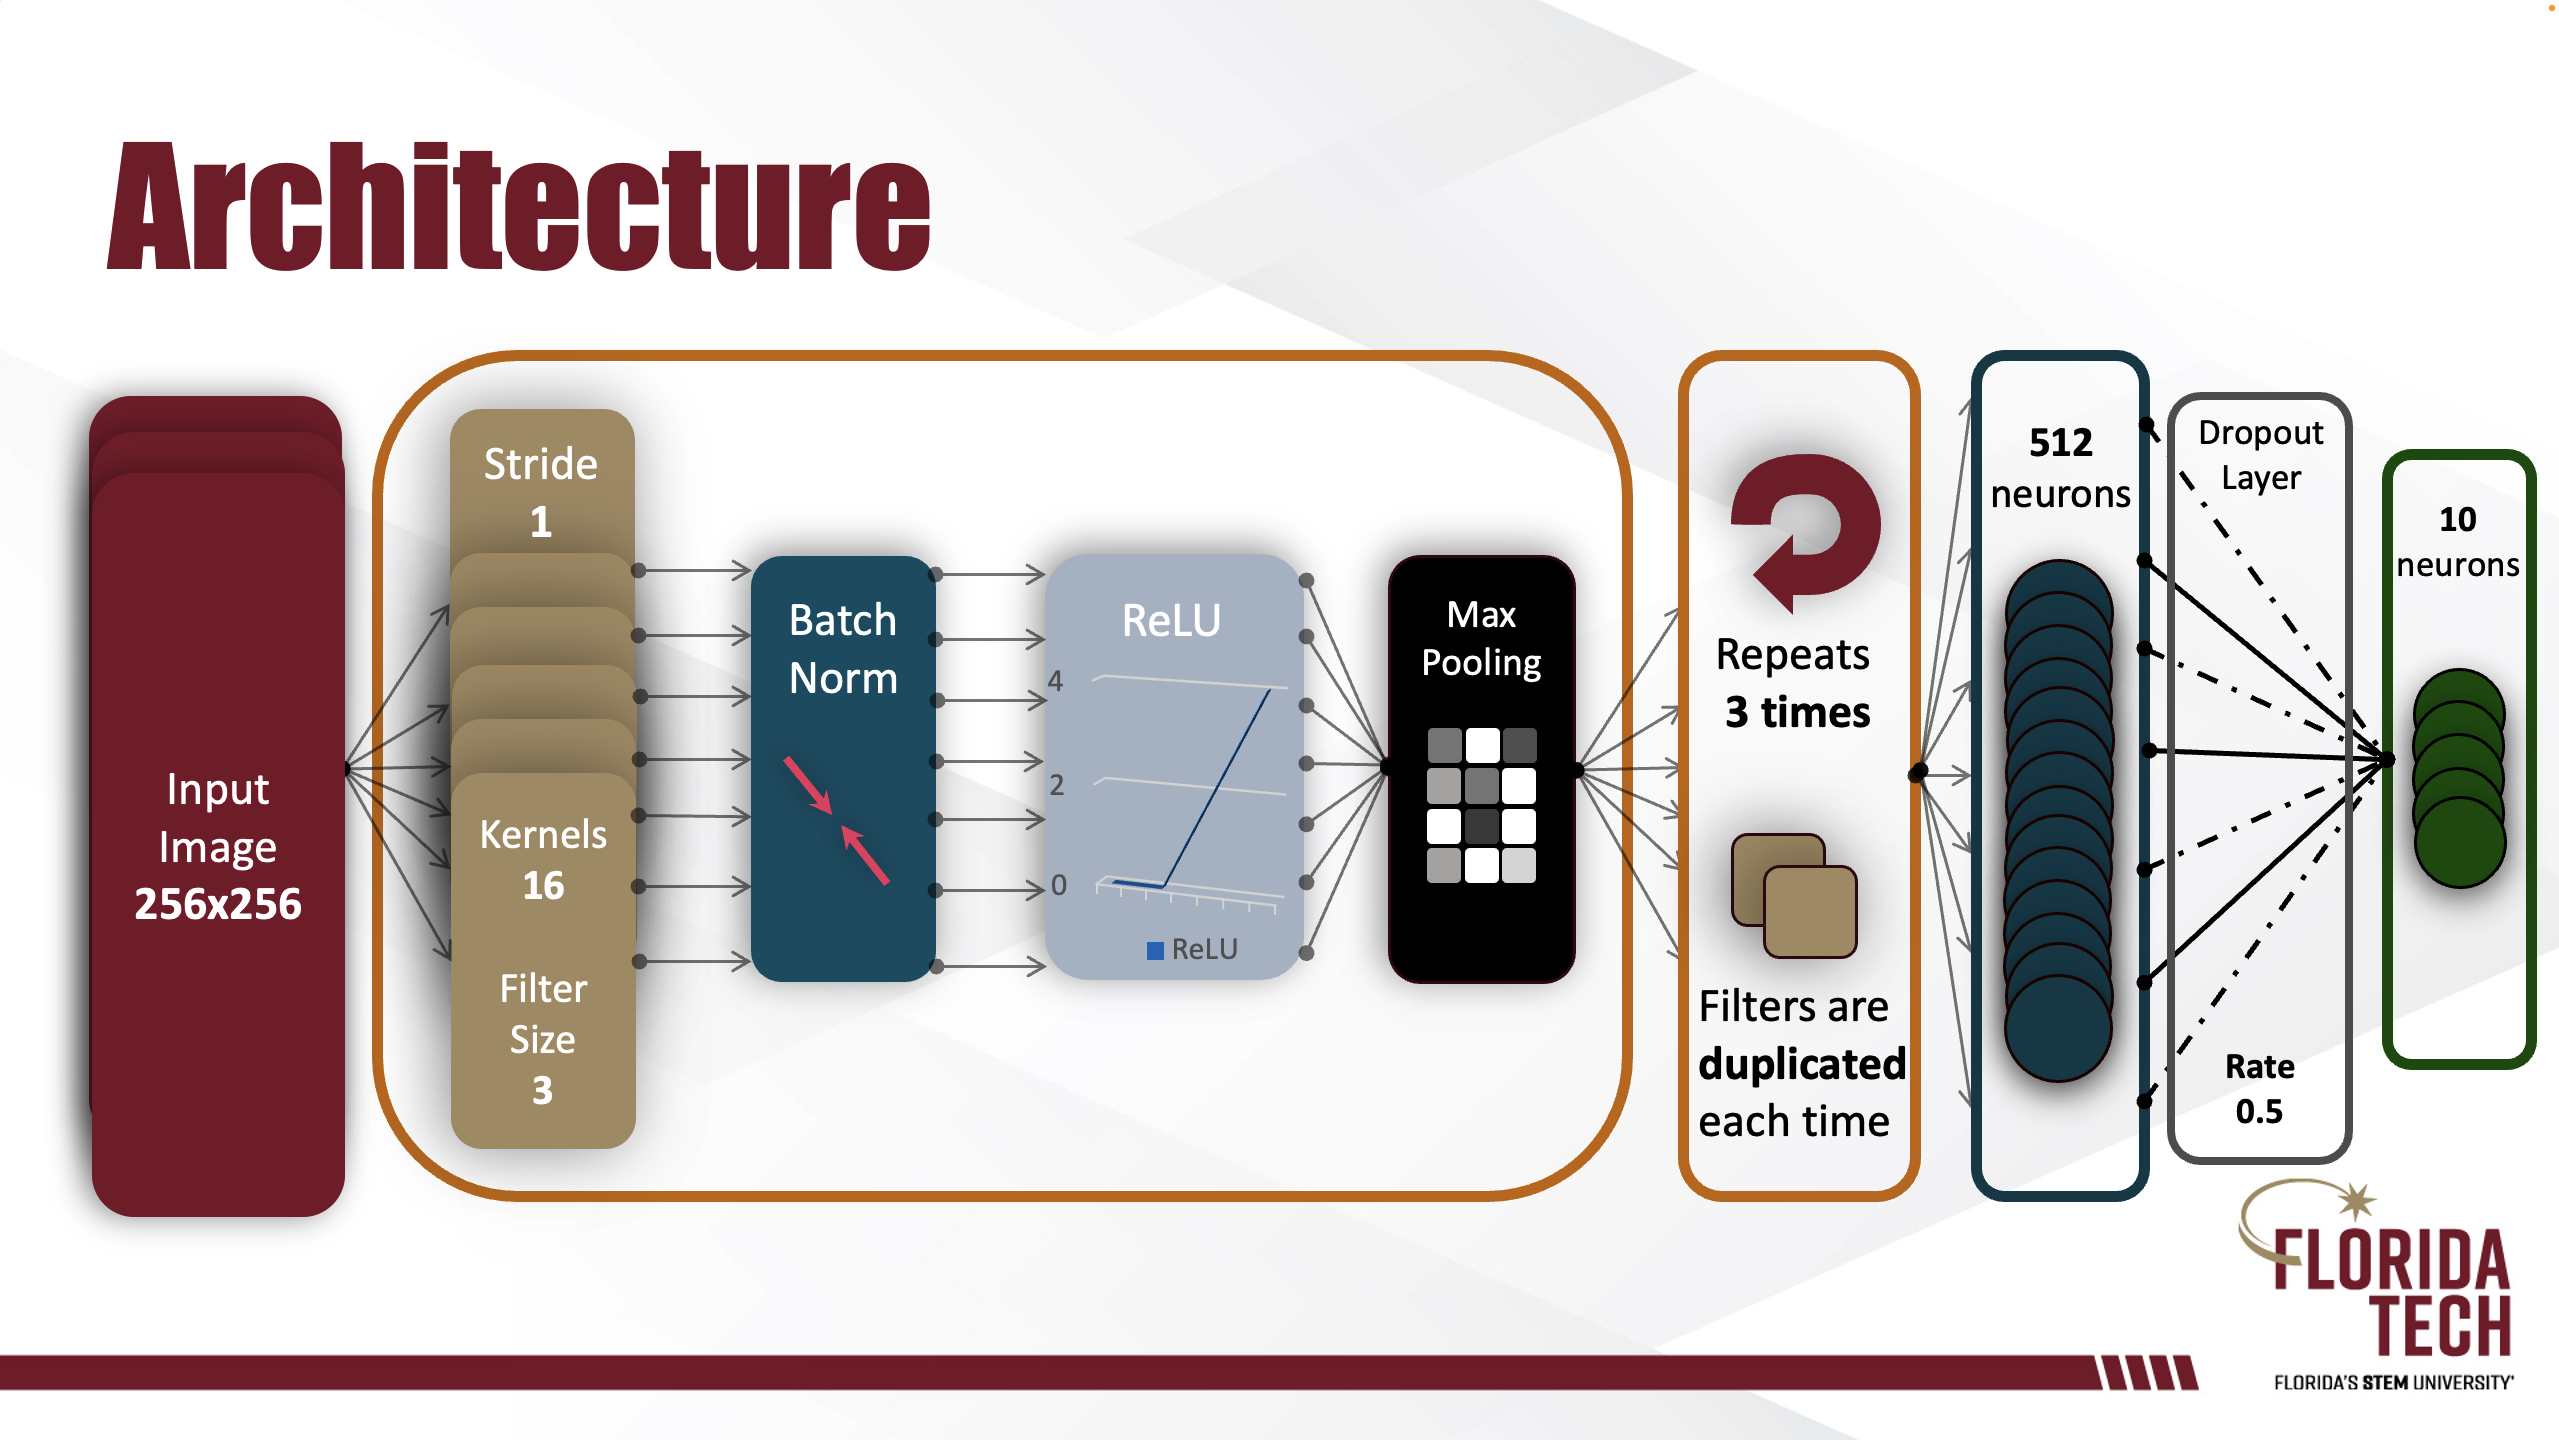 Architecture
Input
Image
256x256
Stride
1
Kernels
16
Filter
Size
3
Batch
Norm
ReLU
4
2
0
ReLU
Max
Pooling
Repeats
3 times
Filters are
duplicated
each time
512
neurons
Dropout
Layer
Rate
0.5
10
neurons
FLORIDA
TECH
FLORIDA'S STEM UNIVERSITY®